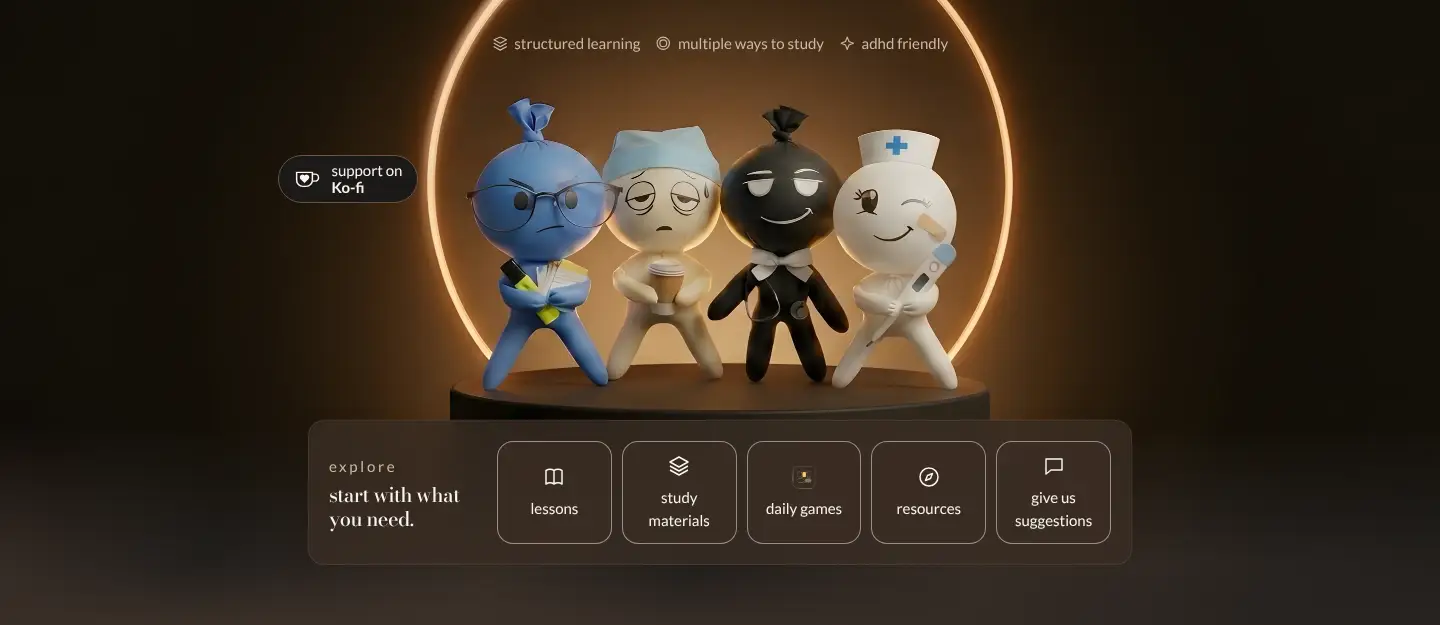 structured learning multiple ways to study adhd friendly
support on
Ko-fi
explore
start with what
you need.
lessons
study
materials
daily games
resources
give us
suggestions